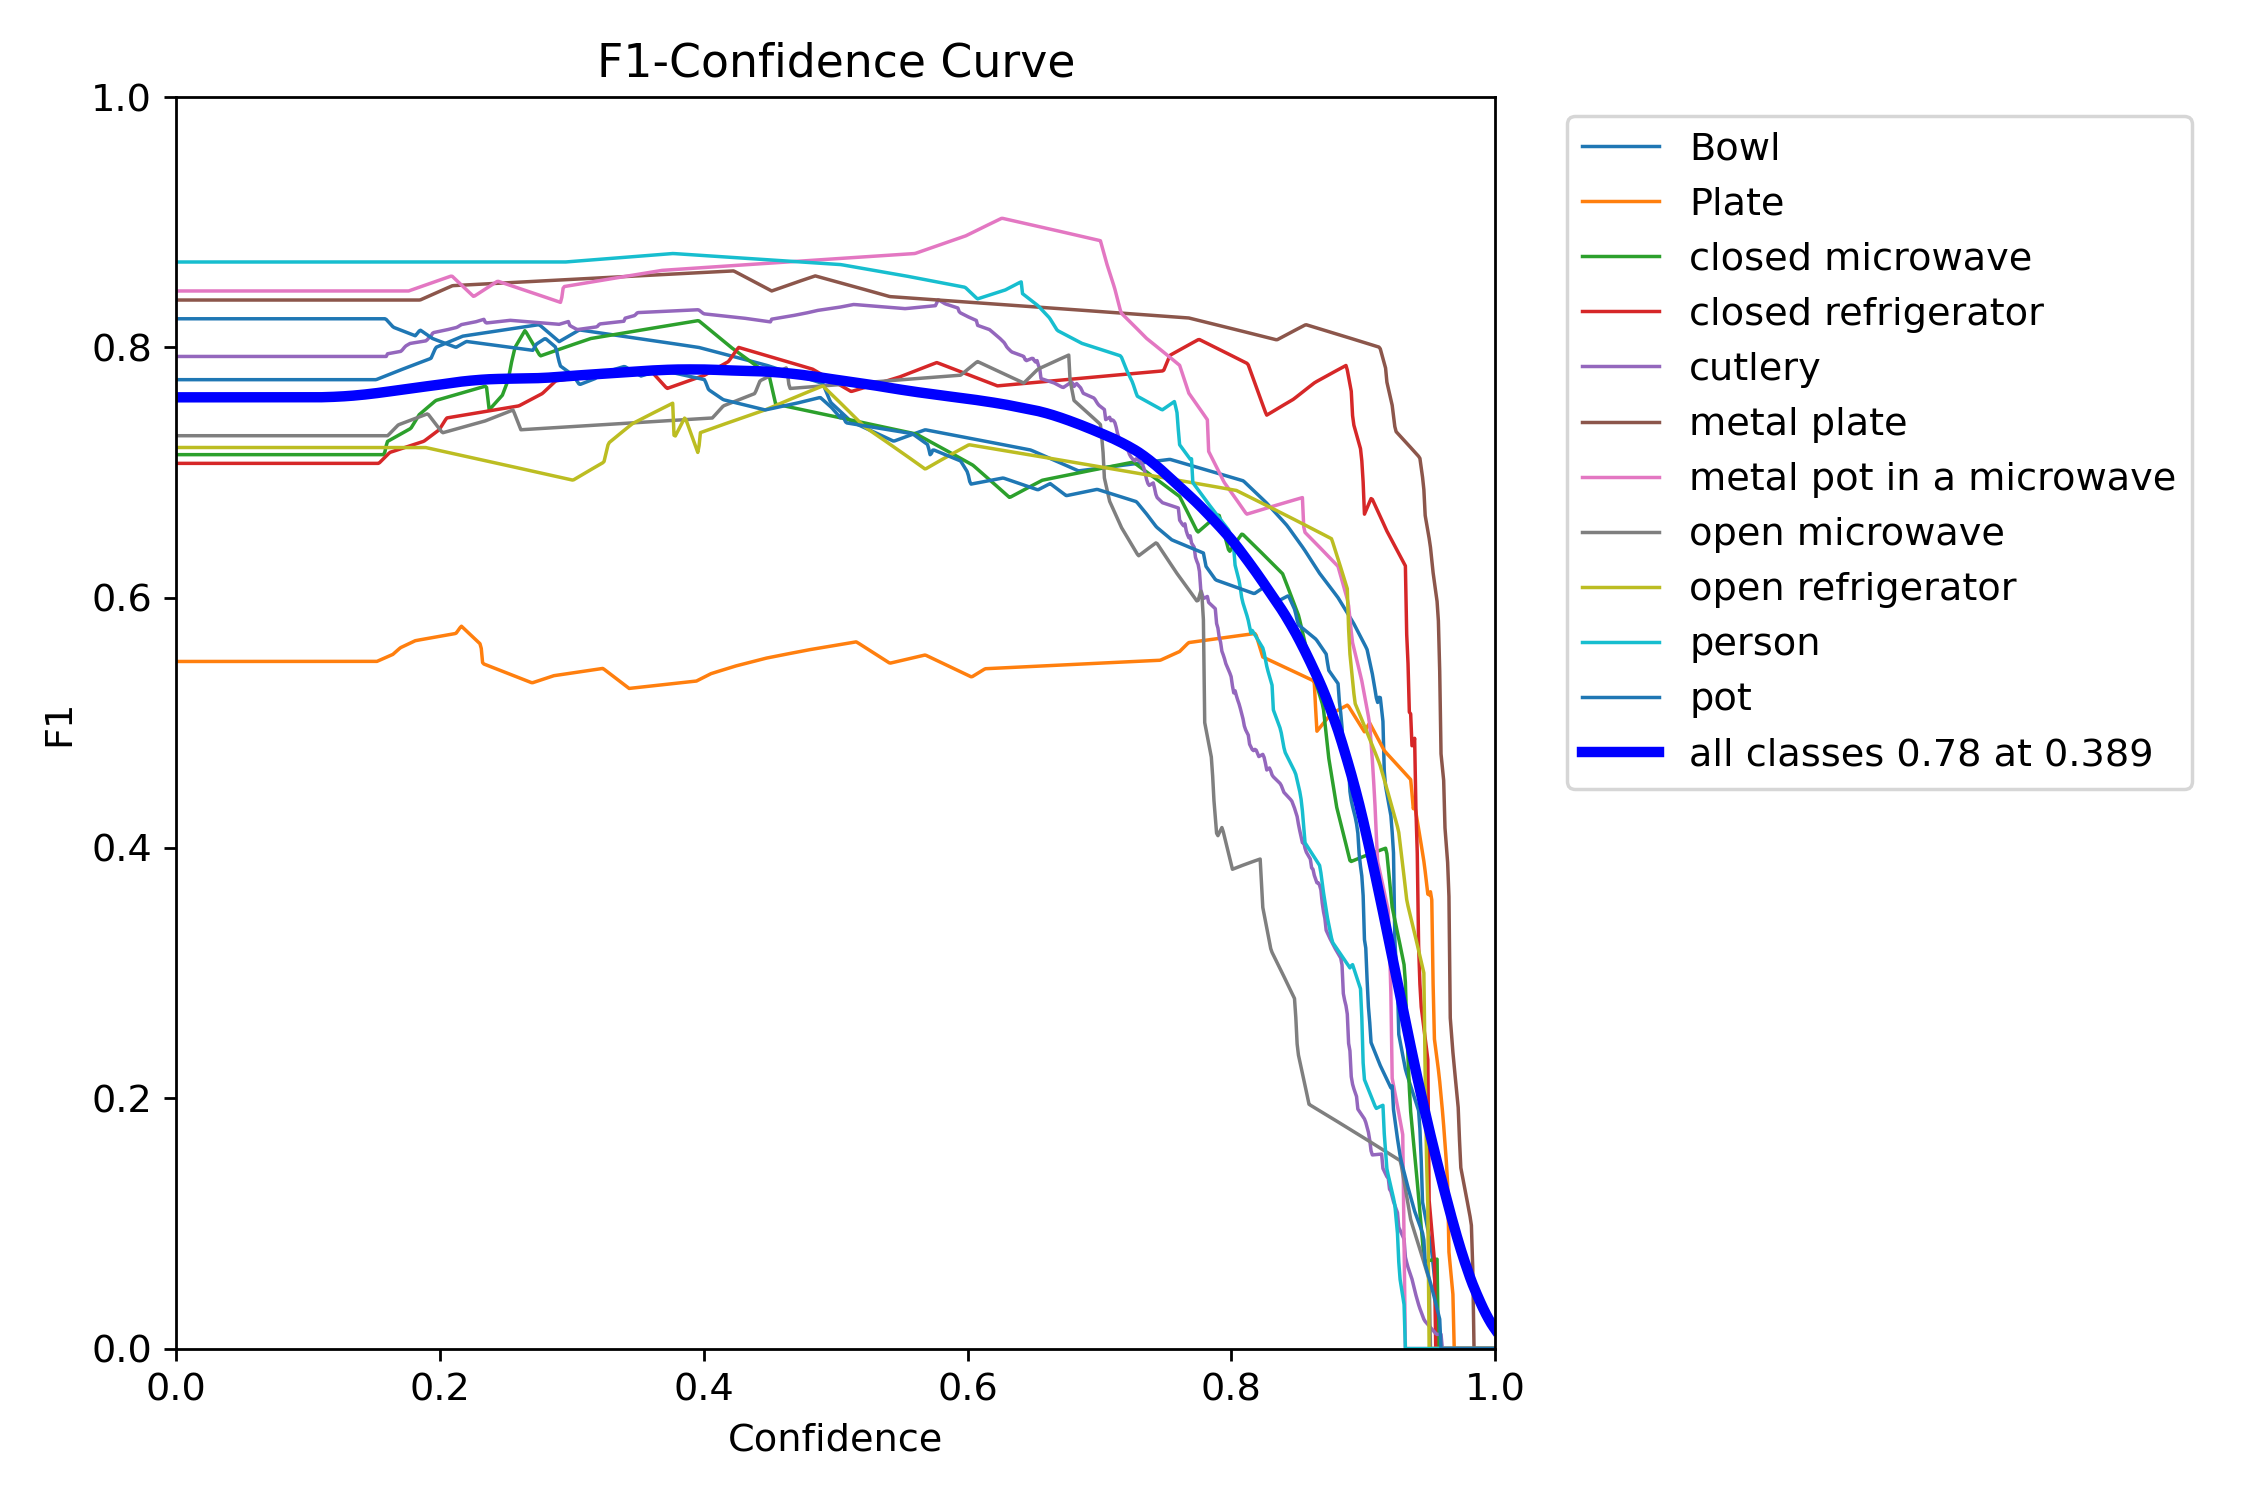 F1-Confidence Curve
1.0
0.8
0.6
0.4
0.2
0.0
F1
0.0 0.2 0.4 0.6 0.8 1.0
Confidence
Bowl
Plate
closed microwave
closed refrigerator
cutlery
metal plate
metal pot in a microwave
open microwave
open refrigerator
person
pot
all classes 0.78 at 0.389